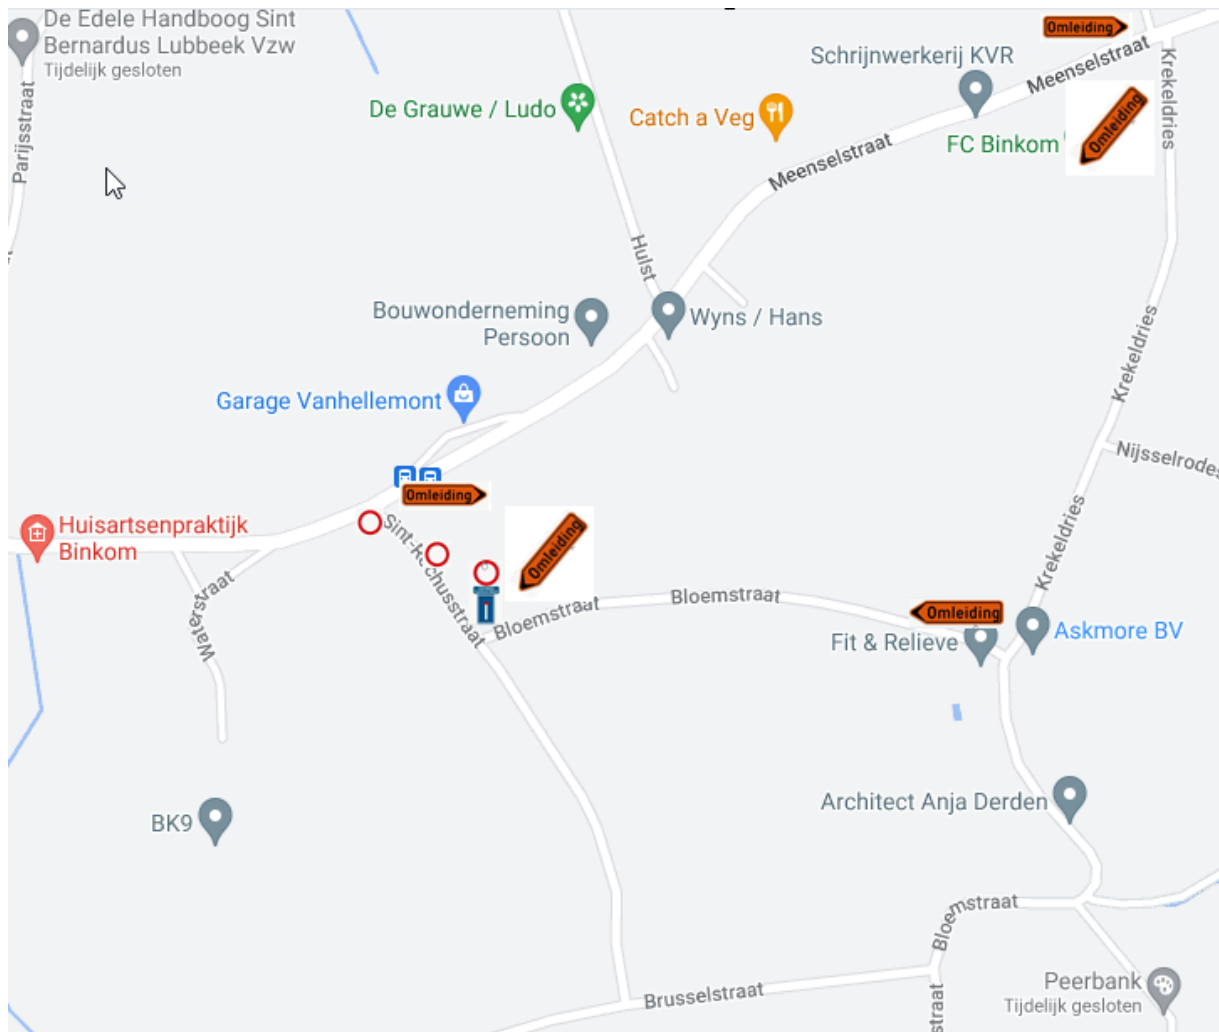 De Edele Handboog Sint
Bernardus Lubbeek Vzw
Tijdelijk gesloten
Omleiding
Schrijnwerkerij KVR
Meenselstraat
Krekeldries
Parijsstraat
De Grauwe / Ludo
Catch a Veg
Omleiding
FC Binkom
Meenselstraat
Hulst
Bouwonderneming
Persoon
Wyns / Hans
Krekeldries
Garage Vanhellemont
Nijsselrodes
Omleiding
Huisartsenpraktijk
Binkom
Sint-Rochusstraat
Omleiding
Krekeldries
Waterstraat
Bloemstraat
Bloemstraat
Omleiding
Fit & Relieve
Askmore BV
Architect Anja Derden
BK9
Bloemstraat
Brusselstraat
straat
Peerbank
Tijdelijk gesloten